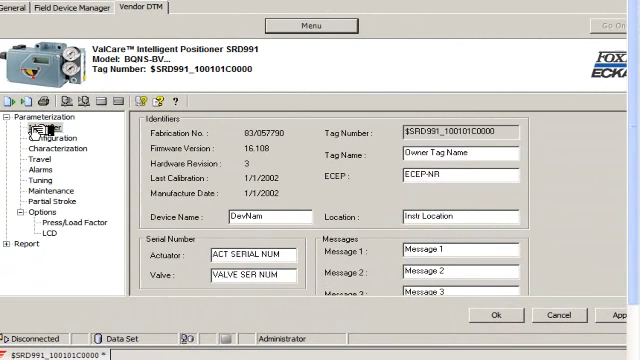 General Field Device Manager Vendor DTM
Menu
Go On
ValCare™ Intelligent Positioner SRD991
Model: BQNS-BV...
Tag Number: $SRD991_100101C0000
FOX
ECKA
Parameterization
Configuration
Characterization
Travel
Alarms
Tuning
Maintenance
Partial Stroke
Options
Press/Load Factor
LCD
Report
Identifiers
Fabrication No. : 83/057790 Tag Number : $SRD991_100101C0000
Firmware Version : 16.108 Tag Name : Owner Tag Name
Hardware Revision : 3
Last Calibration : 1/1/2002 ECEP : ECEP-NR
Manufacture Date : 1/1/2002
Device Name : DevNam Location : Instr Location
Serial Number Messages
Actuator : ACT SERIAL NUM Message 1 : Message 1
Valve : VALVE SER NUM Message 2 : Message 2
Message 3 : Message 3
Ok Cancel App
Disconnected Data Set Administrator
$SRD991_100101C0000 *